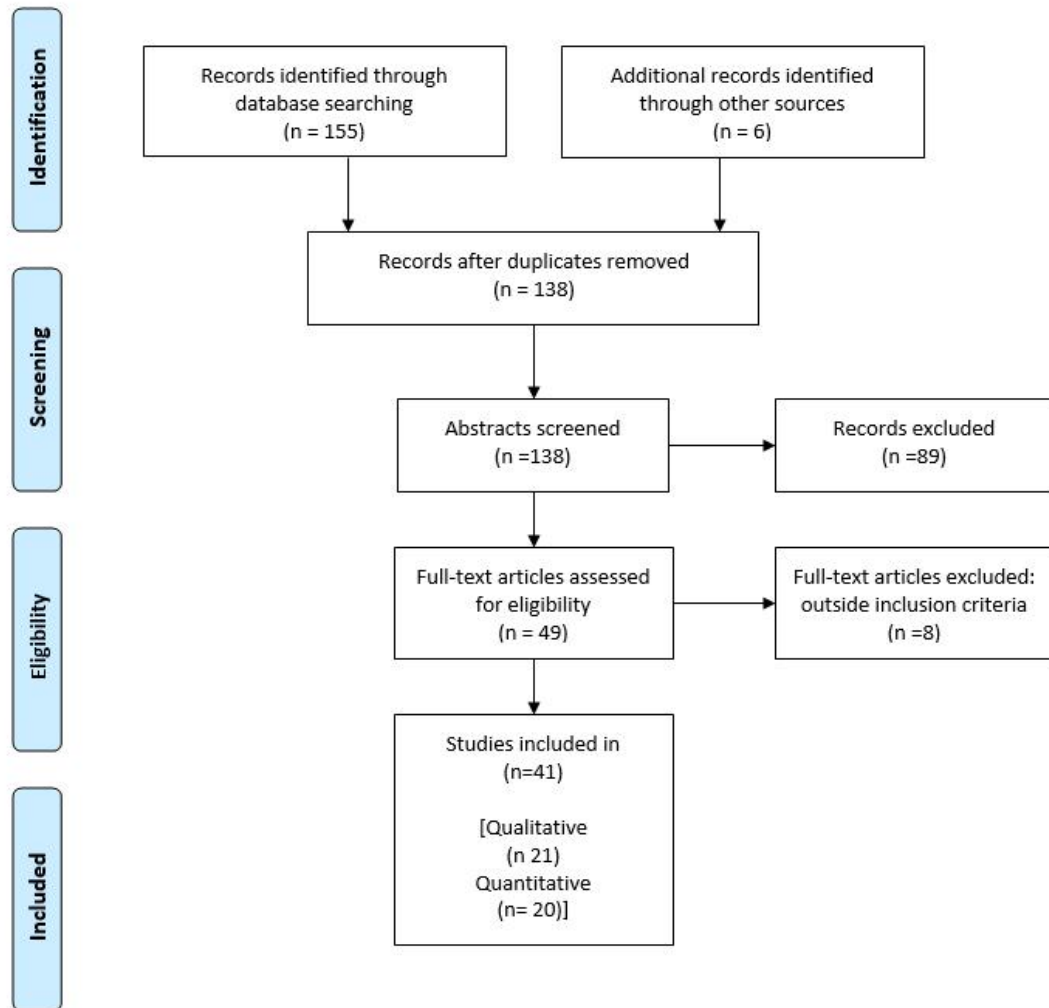 Identification
Records identified through
database searching
(n = 155)
Additional records identified
through other sources
(n = 6)
Records after duplicates removed
(n = 138)
Screening
Abstracts screened
(n =138)
Records excluded
(n =89)
Eligibility
Full-text articles assessed
for eligibility
(n = 49)
Full-text articles excluded:
outside inclusion criteria
(n =8)
Included
Studies included in
(n=41)
[Qualitative
(n 21)
Quantitative
(n= 20)]